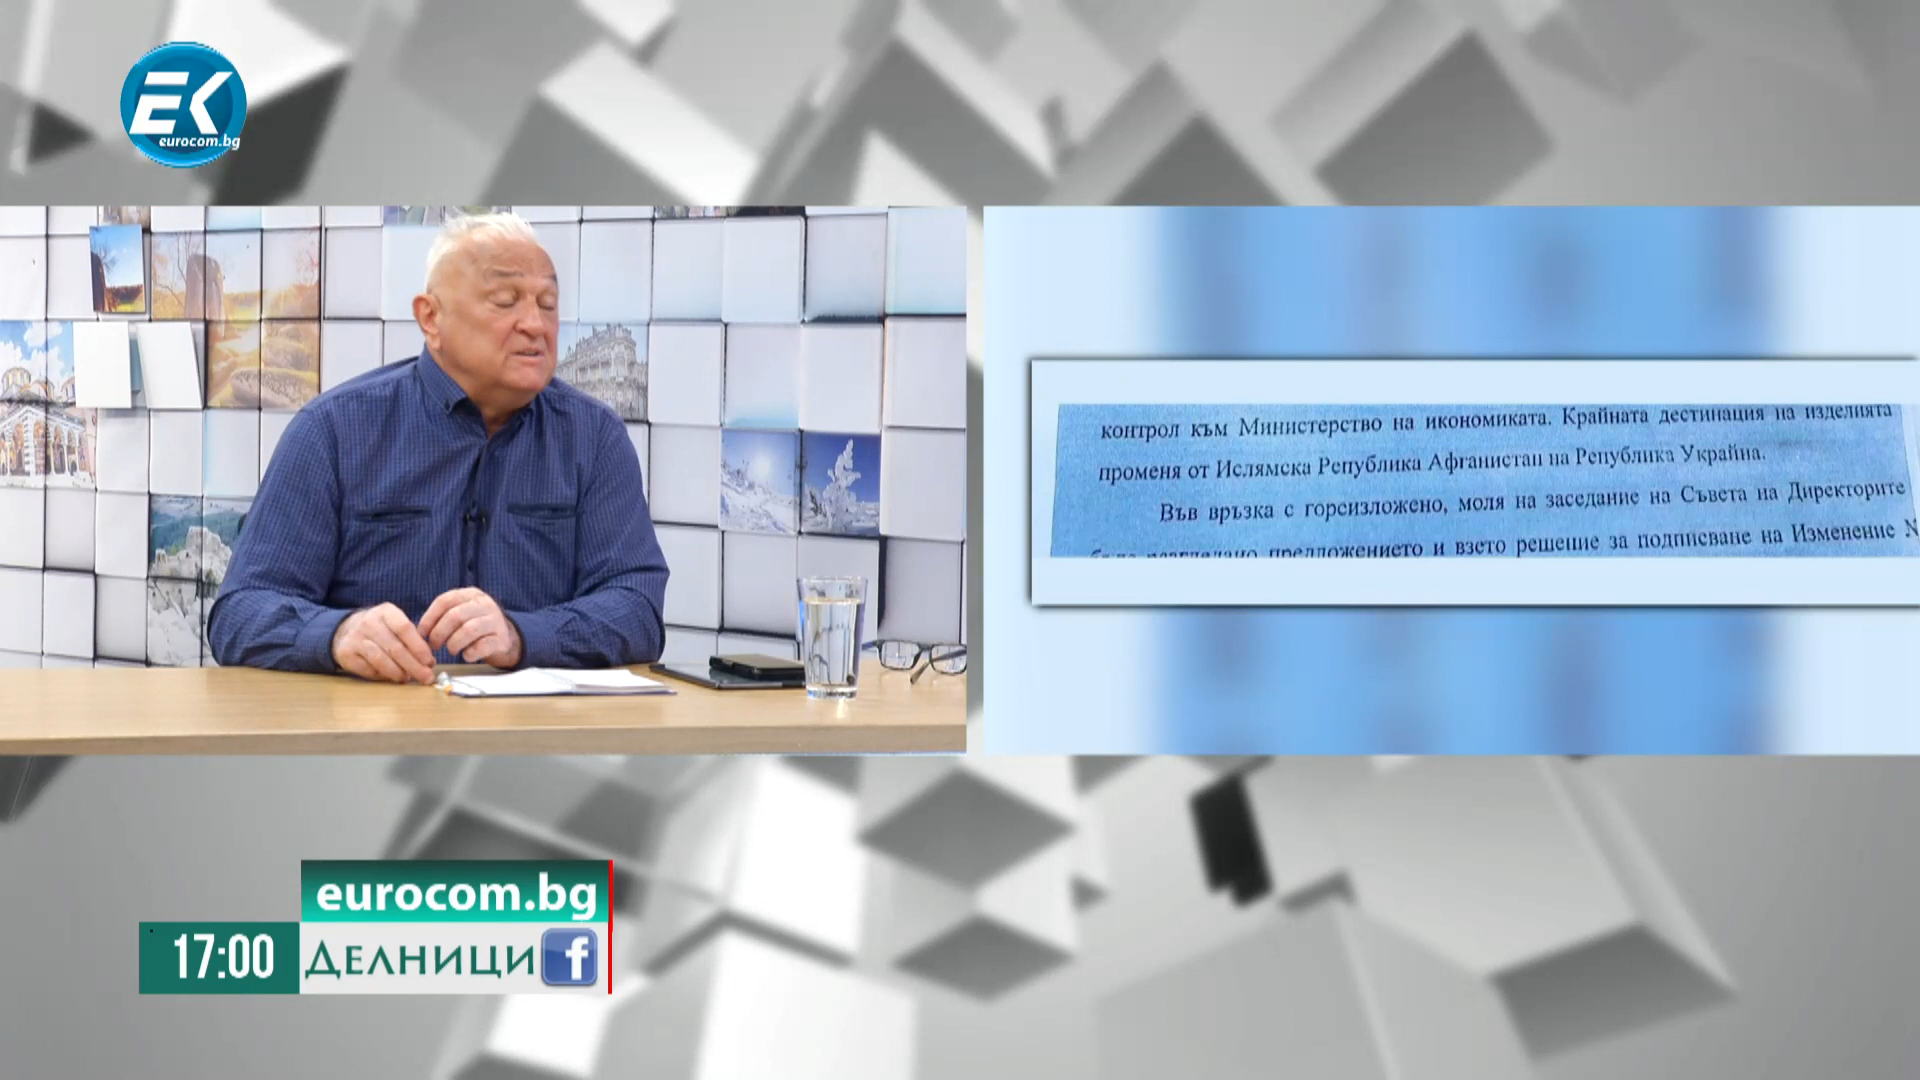 EK
eurocom.bg
контрол към Министерство на икономиката. Крайната дестинация на изделията
променя от Ислямска Република Афганистан на Република Украйна.
Във връзка с гореизложено, моля на заседание на Съвета на Директорите
разгледано предложението и взето решение за подписване на Изменение
eurocom.bg
17:00 ДЕЛНИЦИ f